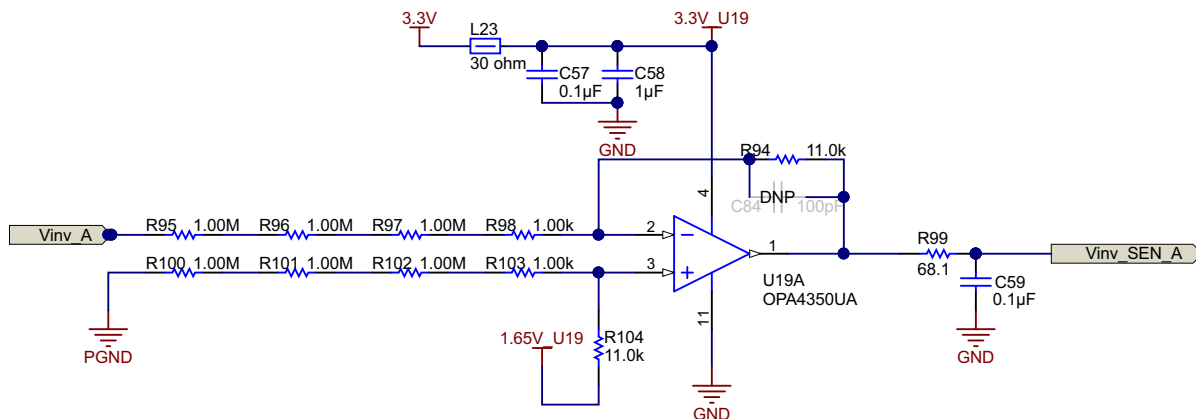 3.3V
L23
30 ohm
3.3V_U19
C57
0.1µF
C58
1µF
GND
R94
11.0k
C84
DNP
100pF
4
Vinv_A
R95
1.00M
R96
1.00M
R97
1.00M
R98
1.00k
2
R100
1.00M
R101
1.00M
R102
1.00M
R103
1.00k
3
1
U19A
OPA4350UA
11
R99
68.1
Vinv_SEN_A
C59
0.1µF
GND
PGND
1.65V_U19
R104
11.0k
GND